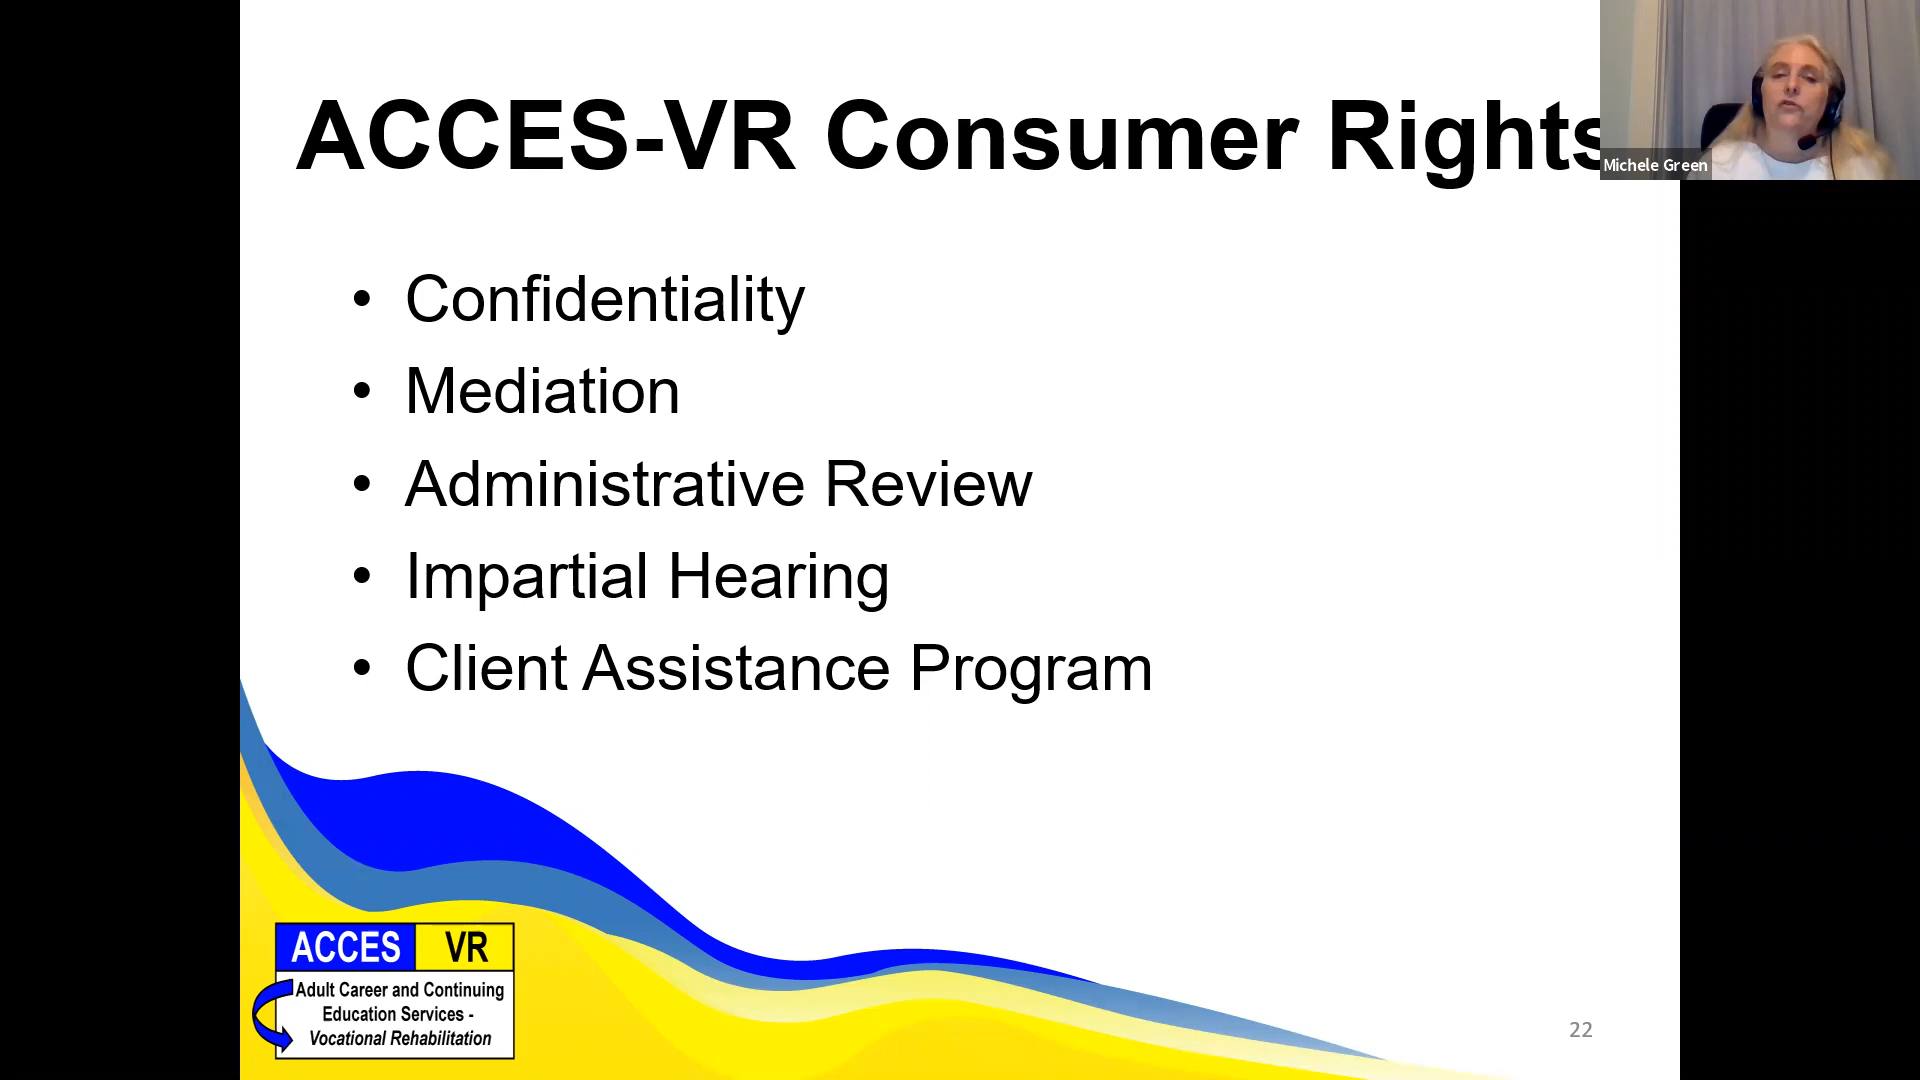 ACCES-VR Consumer Rights
Michele Green
• Confidentiality
• Mediation
• Administrative Review
• Impartial Hearing
• Client Assistance Program
ACCES VR
Adult Career and Continuing
Education Services -
Vocational Rehabilitation
22